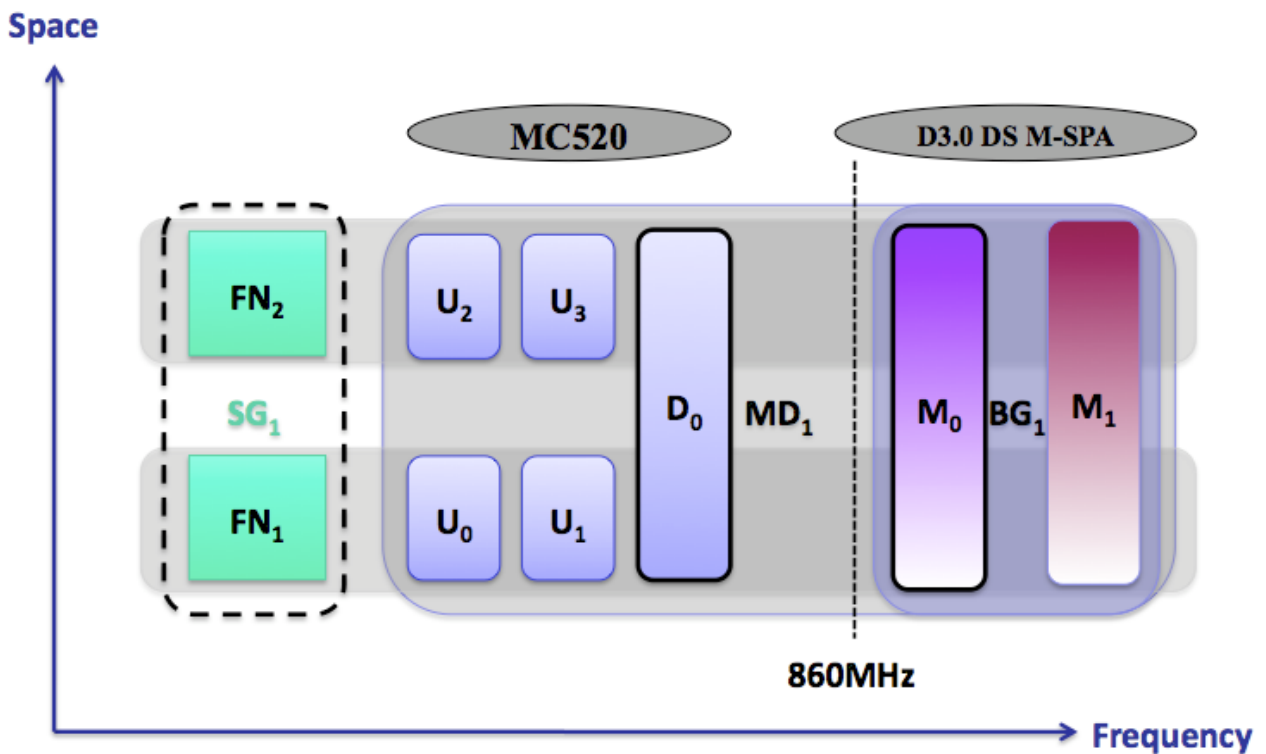 Space
MC520
D3.0 DS M-SPA
FN₂
U₂
U₃
SG₁
D₀
MD₁
M₀
BG₁
M₁
FN₁
U₀
U₁
860MHz
Frequency